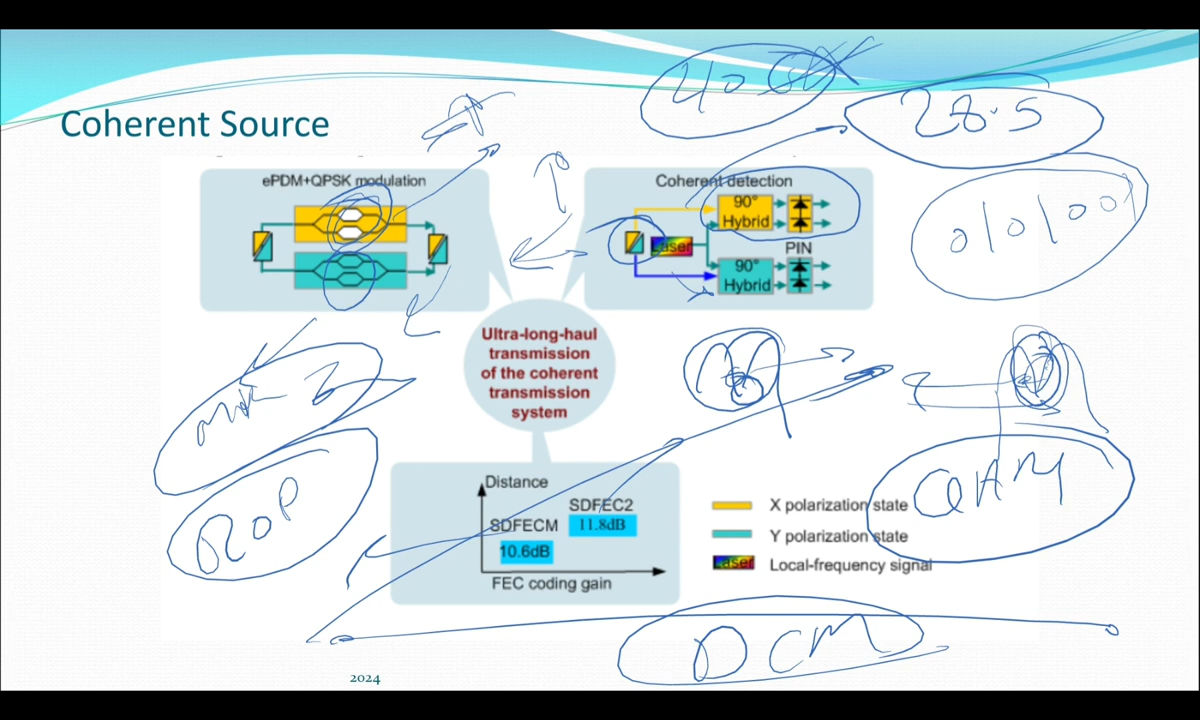 Coherent Source
28.5
ePDM+QPSK modulation
Coherent detection
90°
Hybrid
Laser
PIN
90°
Hybrid
010100
Ultra-long-haul
transmission
of the coherent
transmission
system
ROP
QAM
Distance
SDFEC2
11.8dB
SDFECM
10.6dB
FEC coding gain
X polarization state
Y polarization state
Laser
Local-frequency signal
DCM
2024